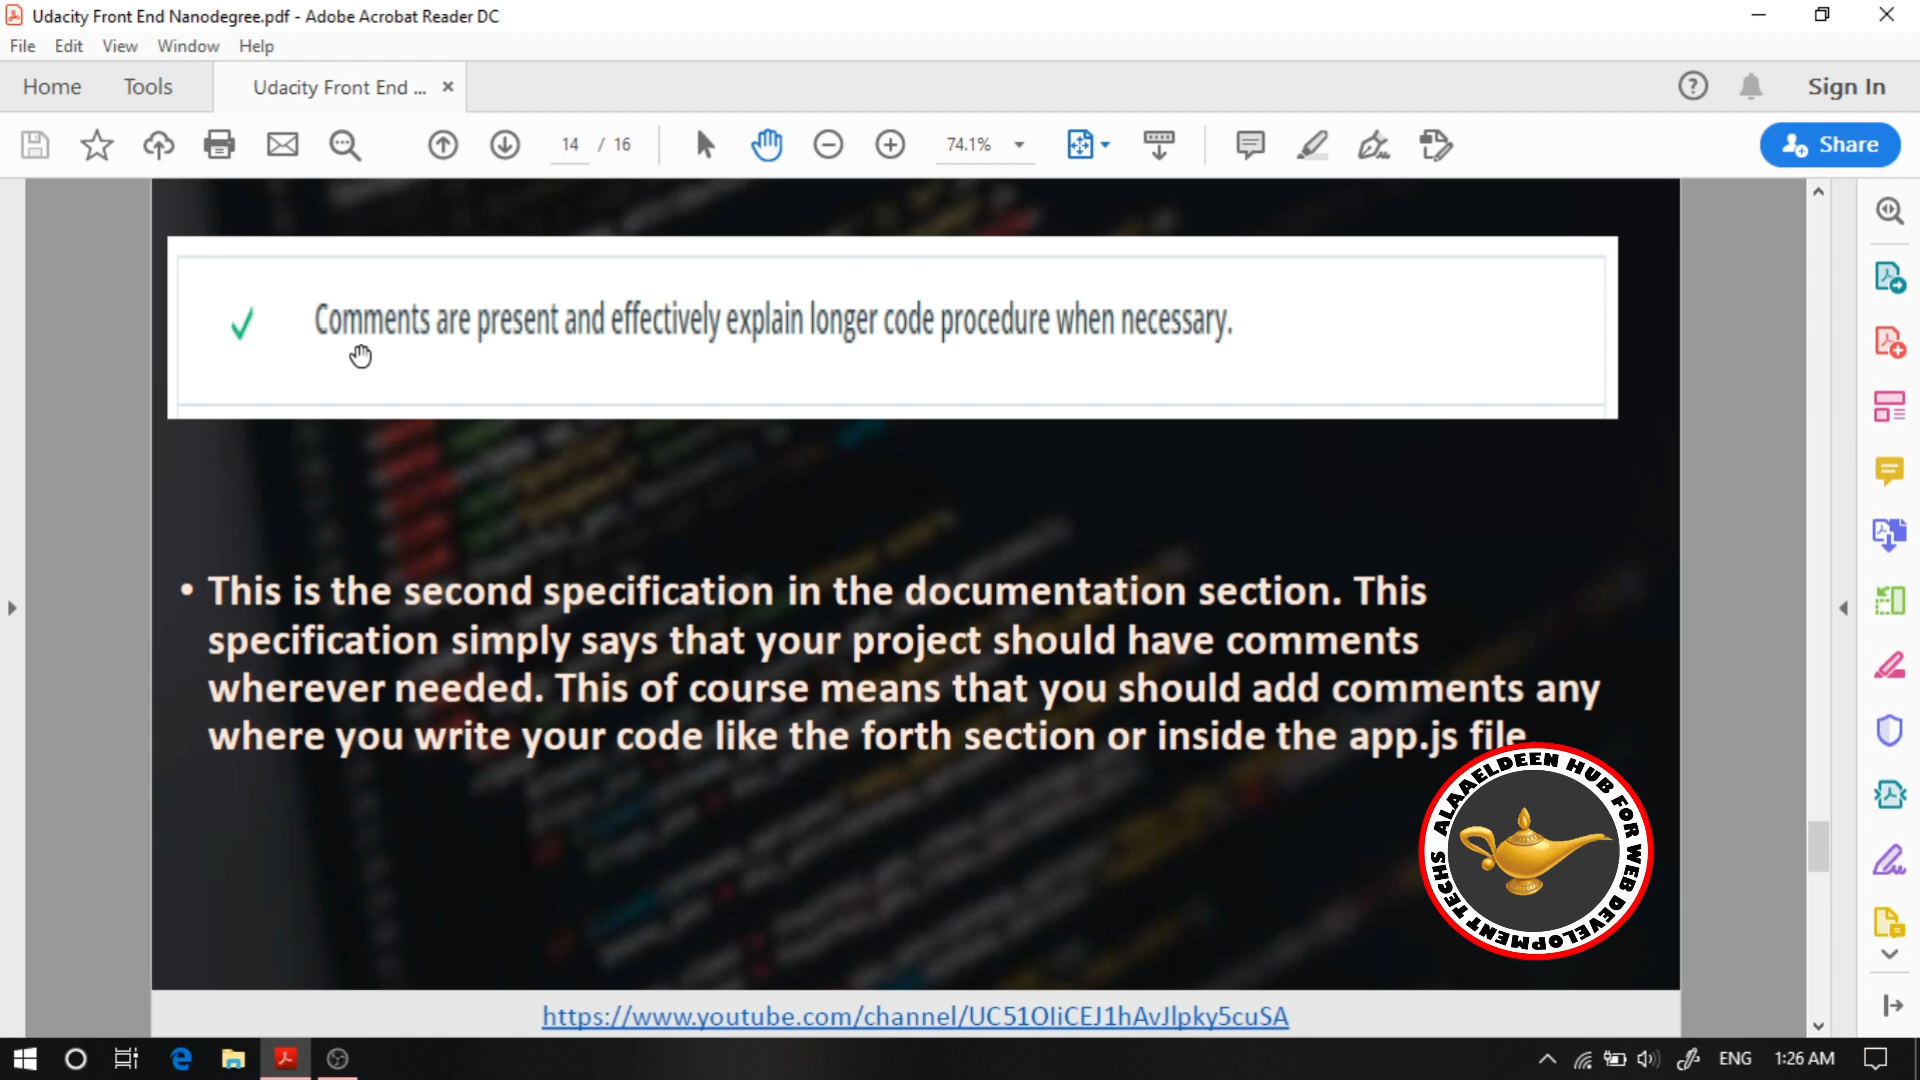 Udacity Front End Nanodegree.pdf - Adobe Acrobat Reader DC
File Edit View Window Help
Home Tools Udacity Front End ... × Sign In
14 / 16 74.1% Share
Comments are present and effectively explain longer code procedure when necessary.
• This is the second specification in the documentation section. This
specification simply says that your project should have comments
wherever needed. This of course means that you should add comments any
where you write your code like the forth section or inside the app.js file
ALAAELDEEN HUB FOR WEB DEVELOPMENT TECHS
https://www.youtube.com/channel/UC51OIiCEJ1hAvJlpky5cuSA
ENG 1:26 AM